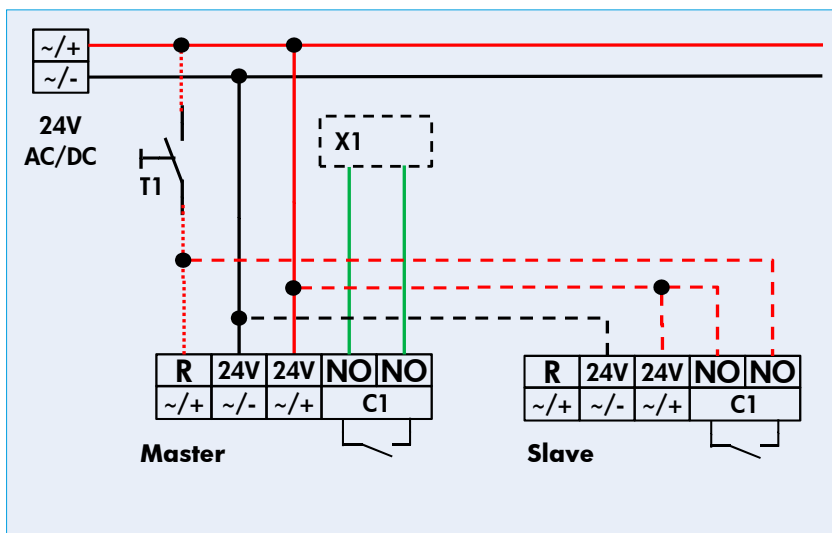 ~/+
~/-
24V
AC/DC
T1
X1
R 24V 24V NO NO
~/+ ~/- ~/+ C1
Master
R 24V 24V NO NO
~/+ ~/- ~/+ C1
Slave